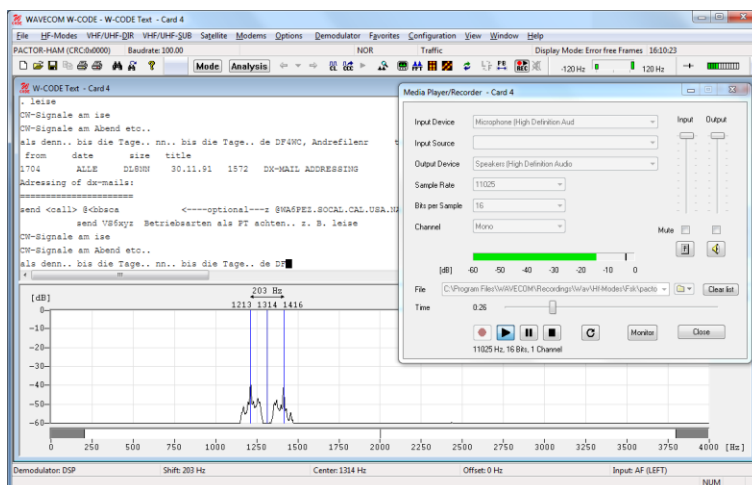 WAVECOM W-CODE - W-CODE Text - Card 4
File HF-Modes VHF/UHF-DIR VHF/UHF-SUB Satellite Modems Options Demodulator Favorites Configuration View Window Help
PACTOR-HAM (CRC:0x0000) Baudrate: 100.00 NOR Traffic Display Mode: Error free Frames 16:10:23
Mode Analysis -120 Hz 120 Hz
W-CODE Text - Card 4
. leise
CW-Signale am ise
CW-Signale am Abend etc..
als denn.. bis die Tage.. nn.. bis die Tage.. de DF4WC, Andrefilenr
from date size title
1704 ALLE DL8NN 30.11.91 1572 DX-MAIL ADDRESSING
Adressing of dx-mails:
======================
send <call> @<bbsca <----optional---z @WA6PEZ.SOCAL.CAL.USA.NA
send VS6xyz Betriebsarten als PT achten.. z. B. leise
CW-Signale am ise
CW-Signale am Abend etc..
als denn.. bis die Tage.. nn.. bis die Tage.. de DF
Media Player/Recorder - Card 4
Input Device Microphone (High Definition Aud
Input Output
Input Source
Output Device Speakers (High Definition Audio
Sample Rate 11025
Bits per Sample 16
Channel Mono
Mute
[dB] -60 -50 -40 -30 -20 -10 0
File C:\Program Files\WAVECOM\Recordings\Wav\Hf-Modes\Fsk\pacto Clear list
Time 0:26
Monitor Close
11025 Hz, 16 Bits, 1 Channel
203 Hz
[dB] 1213 1314 1416
0
-10
-20
-30
-40
-50
-60
0 250 500 750 1000 1250 1500 1750 2000 2250 2500 2750 3000 3250 3500 3750 4000 [Hz]
Demodulator: DSP Shift: 203 Hz Center: 1314 Hz Offset: 0 Hz Input: AF (LEFT)
NUM